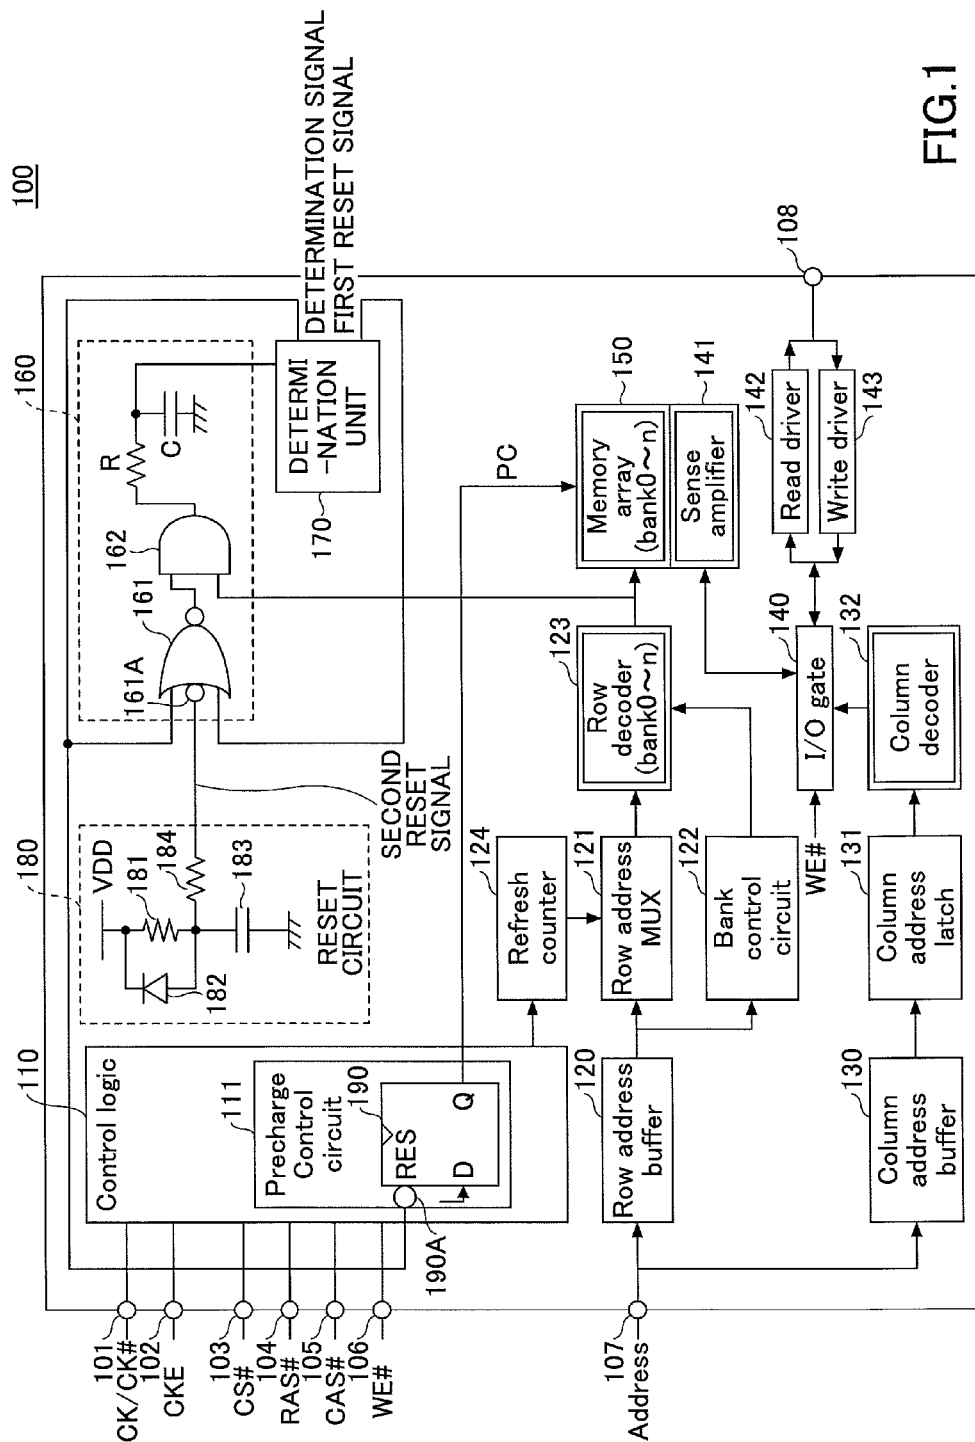 100
110
Control logic
111
Precharge
Control
circuit
190
RES
D
Q
190A
101
CK/CK#
102
CKE
103
CS#
104
RAS#
105
CAS#
106
WE#
107
Address
180
VDD
181
184
182
183
RESET
CIRCUIT
SECOND
RESET
SIGNAL
160
161A
161
162
R
C
170
DETERMI
-NATION
UNIT
DETERMINATION SIGNAL
FIRST RESET SIGNAL
PC
124
Refresh
counter
120
Row address
buffer
121
Row address
MUX
122
Bank
control
circuit
123
Row
decoder
(bank0〜n)
150
Memory
array
(bank0〜n)
141
Sense
amplifier
WE#
140
I/O gate
142
Read driver
143
Write driver
108
130
Column
address
buffer
131
Column
address
latch
132
Column
decoder
FIG.1